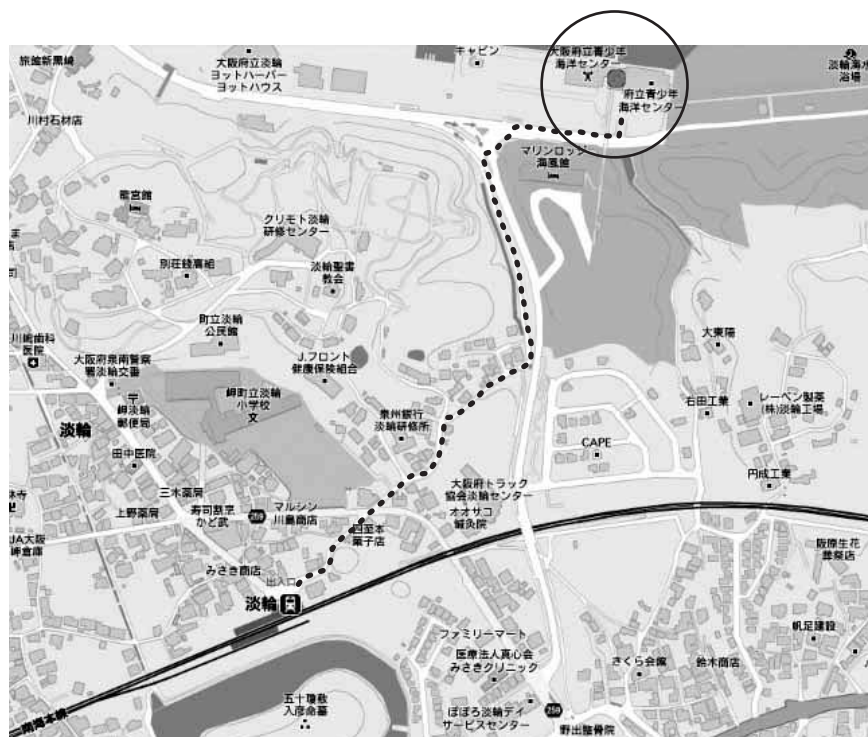 旅館新黒崎
大阪府立淡輪
ヨットハーバー
ヨットハウス
キャビン
大阪府立青少年
海洋センター
府立青少年
海洋センター
淡輪海水
浴場
川村石材店
マリンロッジ
海風館
龍宮館
クリモト淡輪
研修センター
別荘錢屋組
淡輪聖書
教会
町立淡輪
公民館
川嶋歯科
医院
大阪府泉南警察
署淡輪交番
J.フロント
健康保険組合
大東陽
岬淡輪
郵便局
岬町立淡輪
小学校
文
泉州銀行
淡輪研修所
石田工業
レーベン製薬
(株)淡輪工場
淡輪
田中医院
CAPE
大阪府トラック
協会淡輪センター
円成工業
三木薬局
上野薬局
寿司割烹
かど武
259
マルシン
川島商店
四至本
菓子店
オオサコ
鍼灸院
JA大阪
岬倉庫
みさき商店
出入口
淡輪
阪原生花
葬祭店
ファミリーマート
医療法人真心会
みさきクリニック
さくら会館
鈴木商店
帆足建設
南海本線
五十瓊敷
入彦命墓
ぽぽろ淡輪デイ
サービスセンター
259
野出整骨院